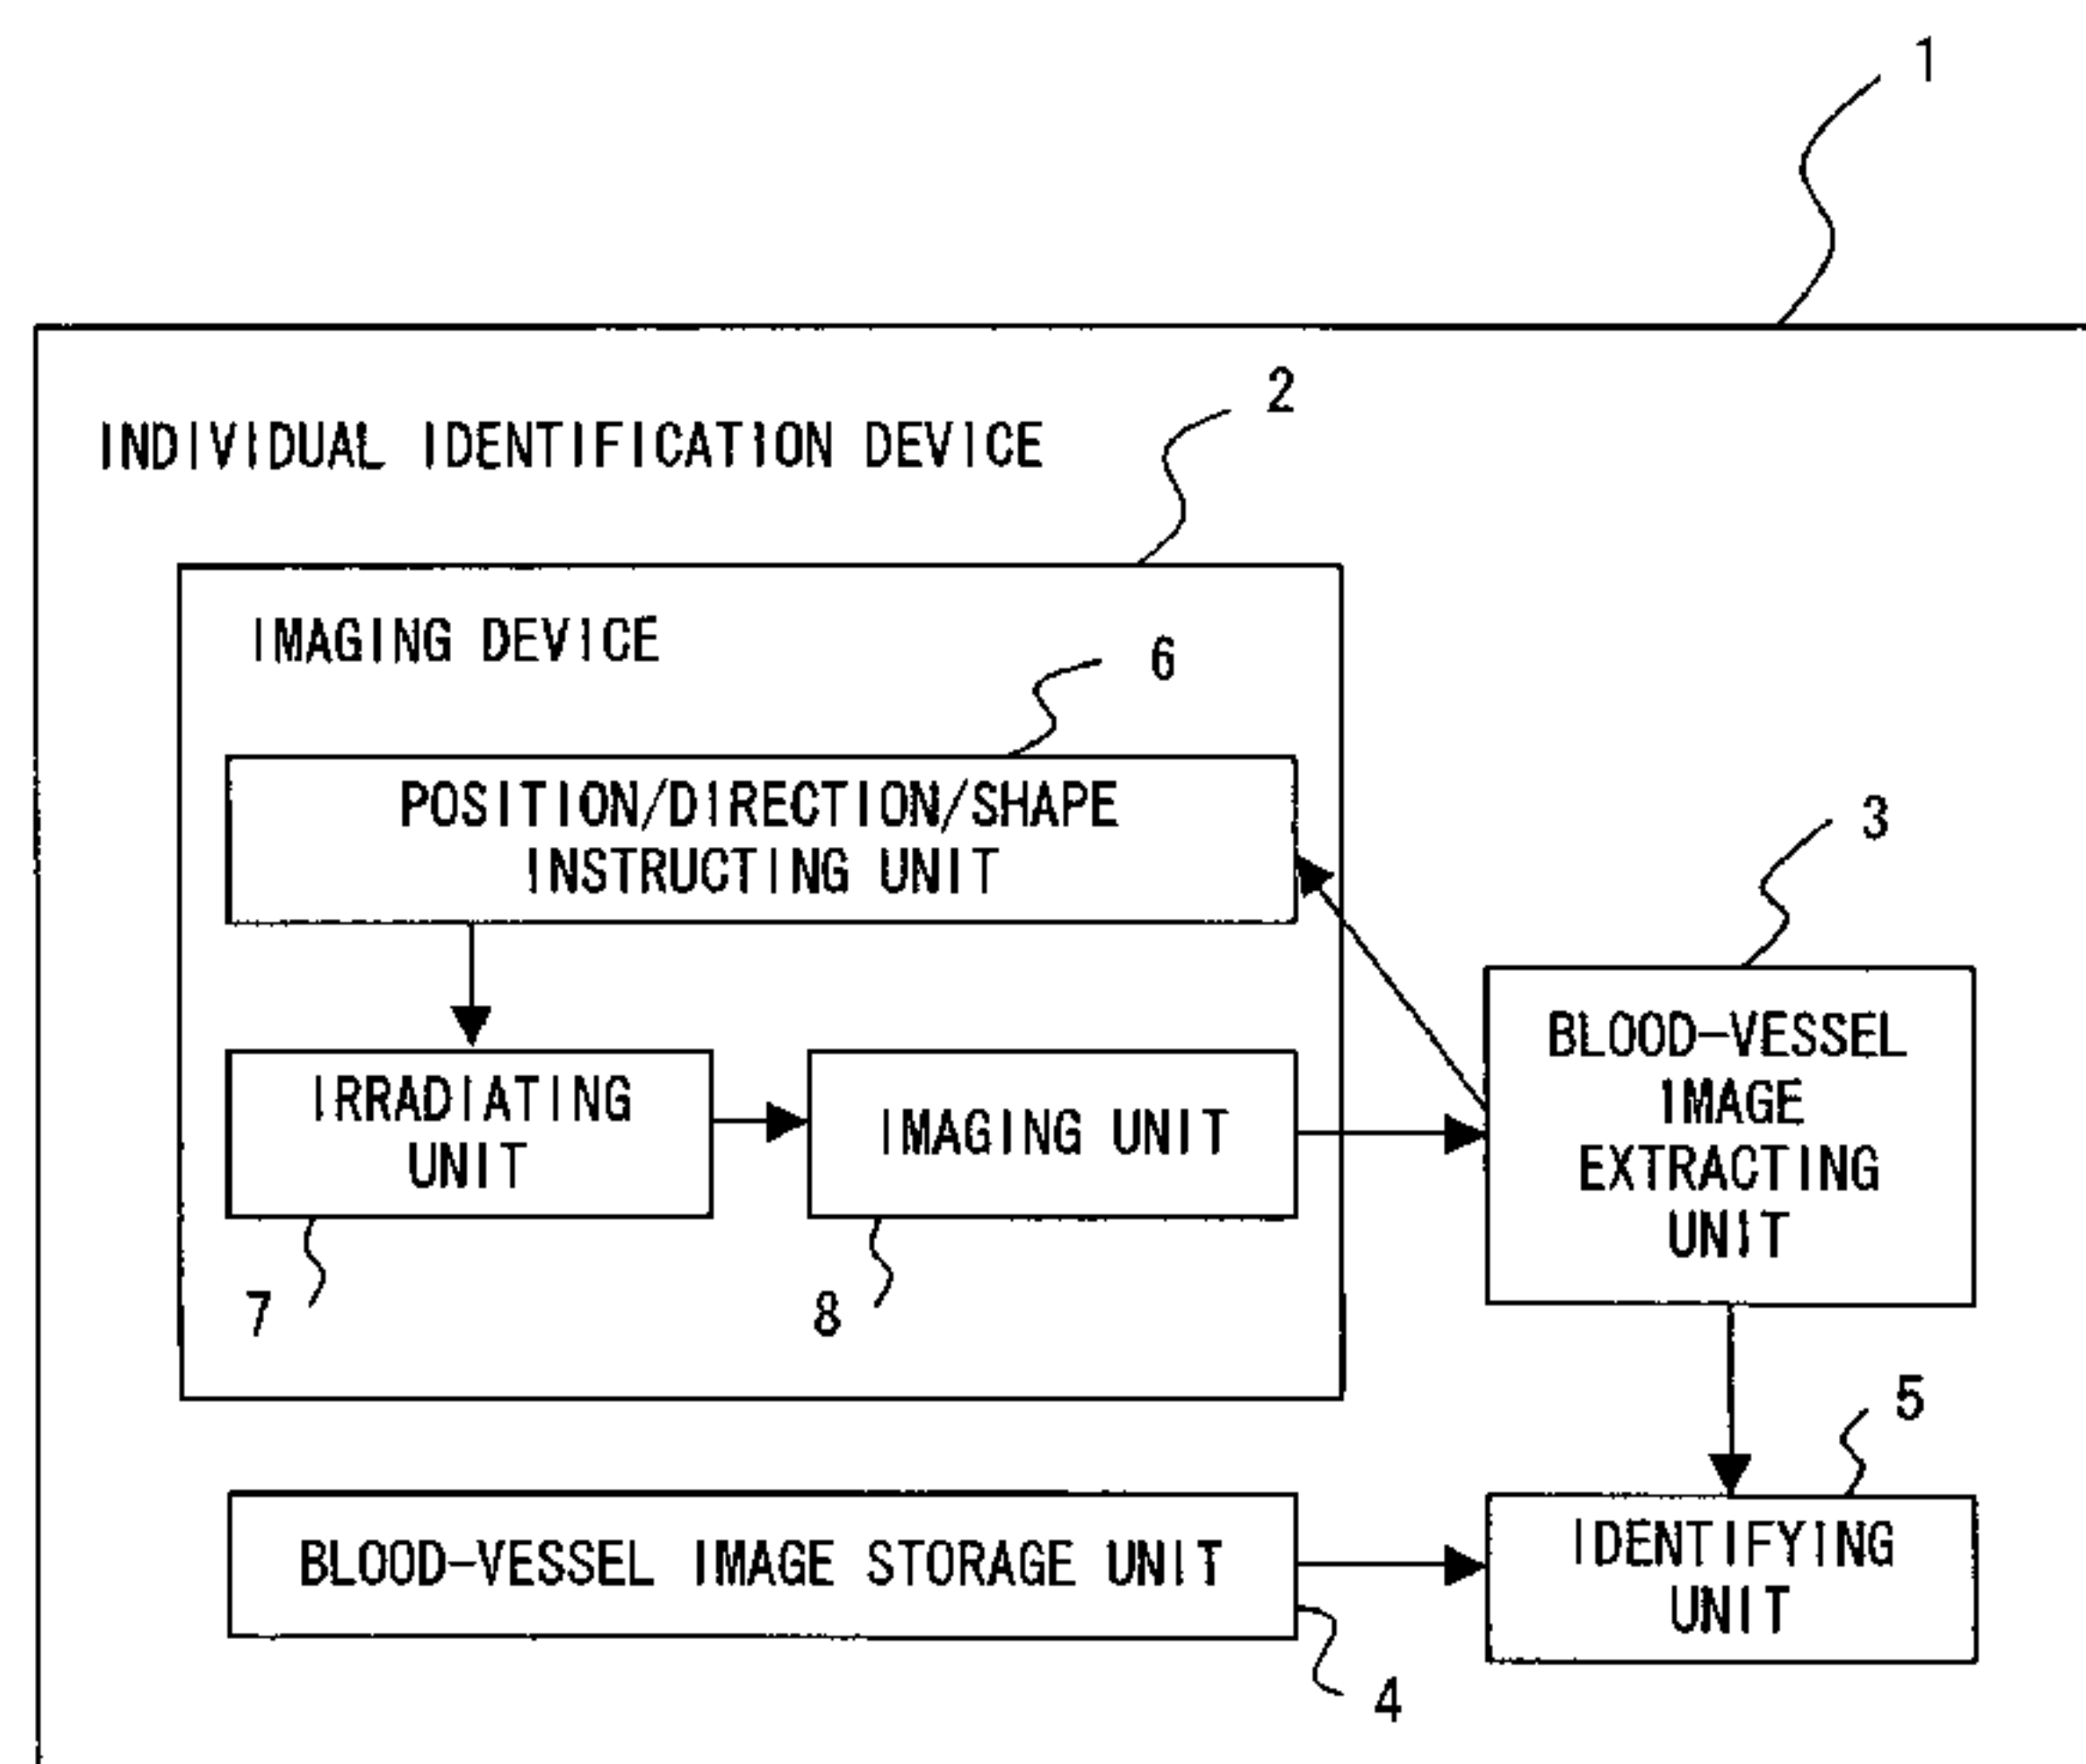 1
2
INDIVIDUAL IDENTIFICATION DEVICE
IMAGING DEVICE
6
POSITION/DIRECTION/SHAPE
INSTRUCTING UNIT
3
BLOOD-VESSEL
IMAGE
EXTRACTING
UNIT
IRRADIATING
UNIT
IMAGING UNIT
7
8
5
BLOOD-VESSEL IMAGE STORAGE UNIT
IDENTIFYING
UNIT
4